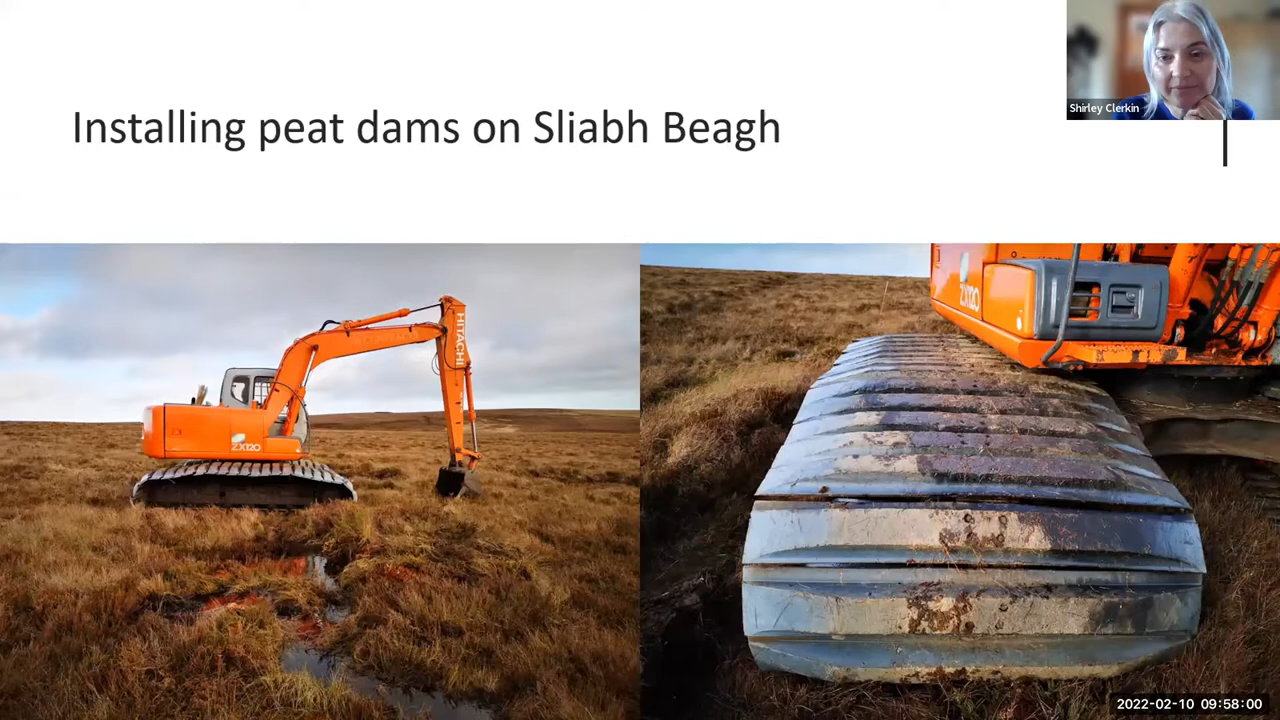 Installing peat dams on Sliabh Beagh
Shirley Clerkin
HITACHI
ZX120
ZX120
2022-02-10 09:58:00